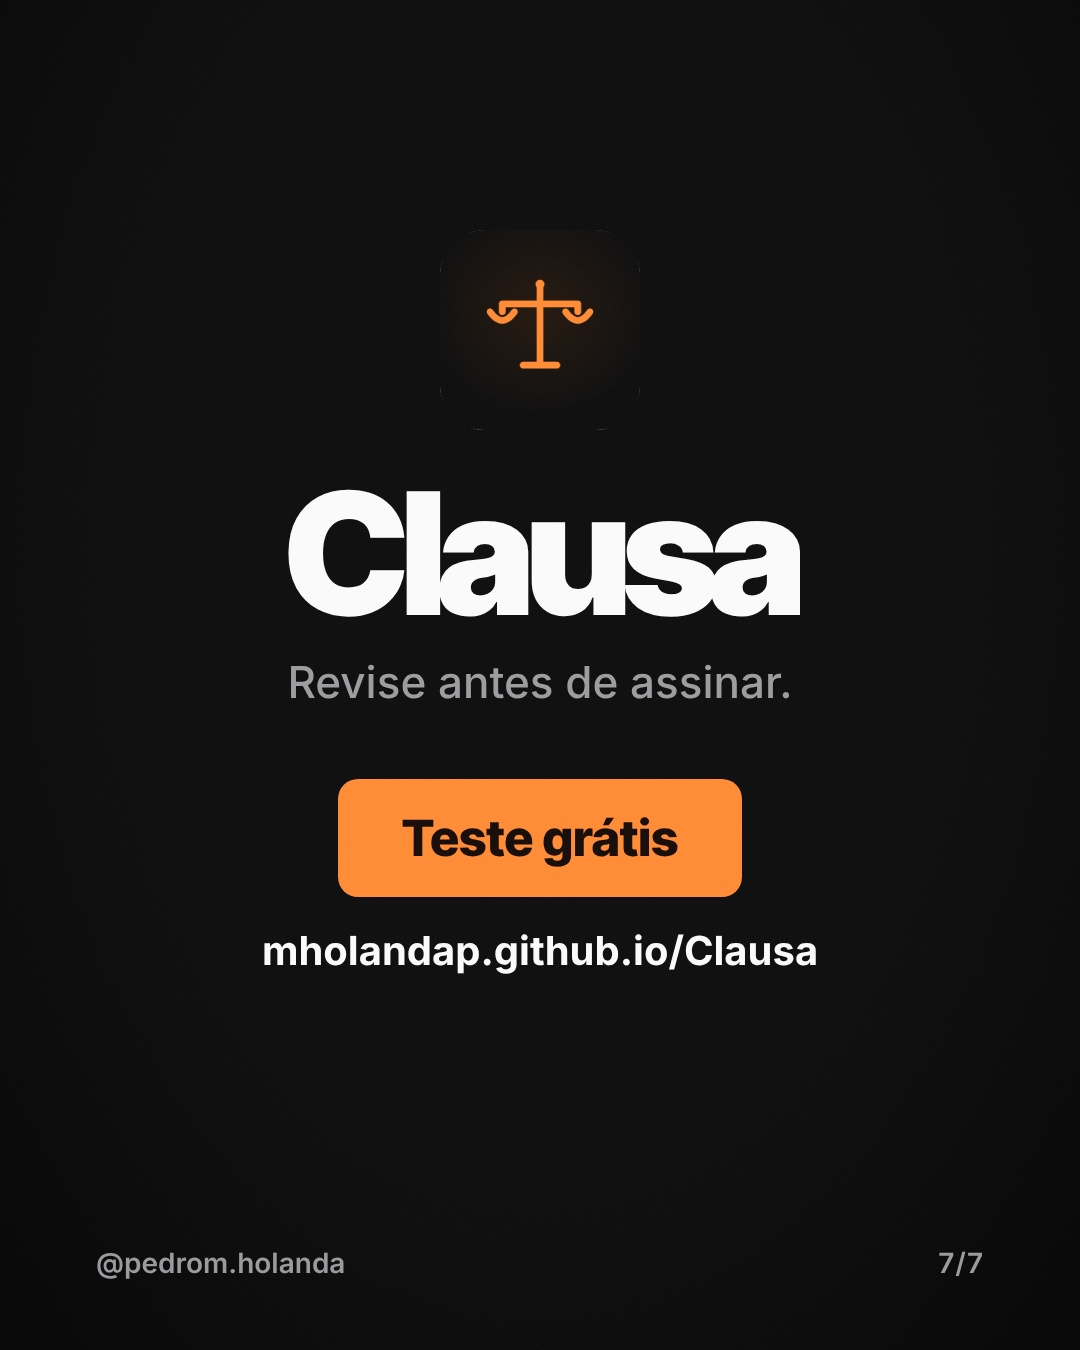 Clausa
Revise antes de assinar.
Teste grátis
mholandap.github.io/Clausa
@pedrom.holanda
7/7